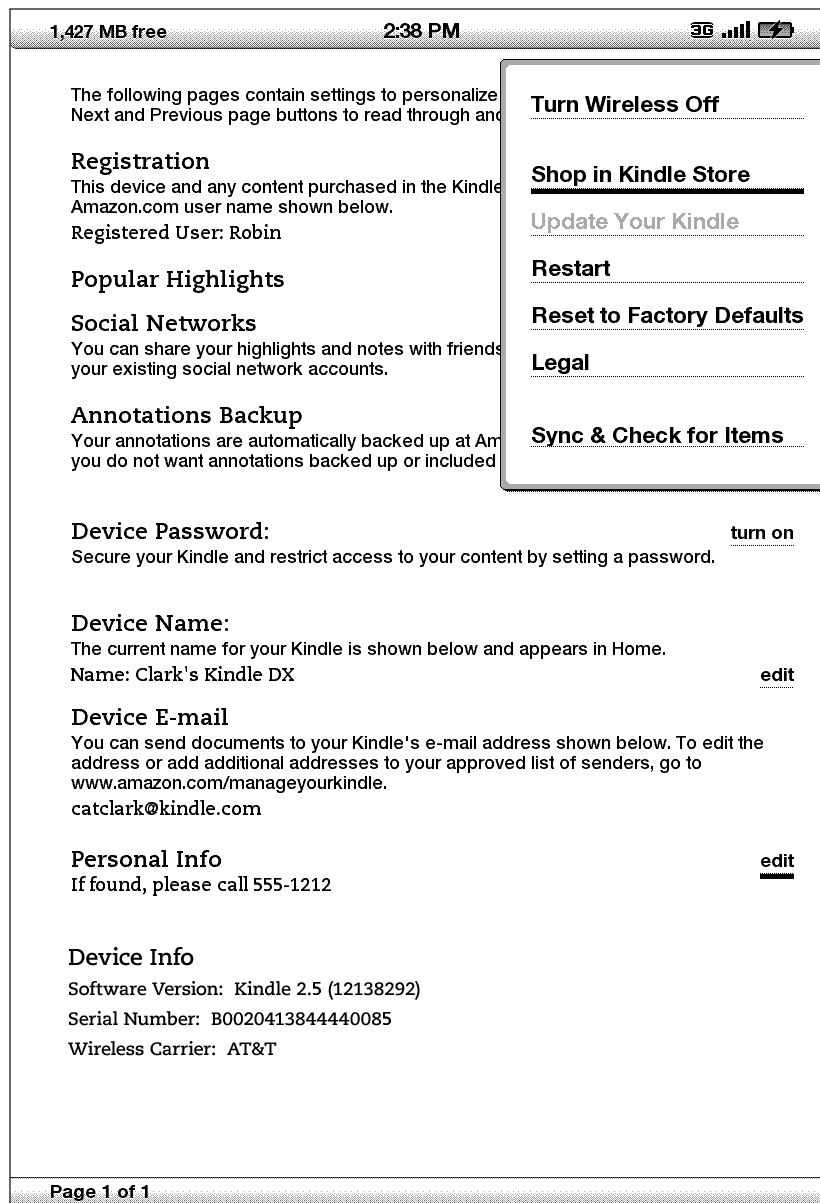 1,427 MB free 2:38 PM 3G
The following pages contain settings to personalize
Next and Previous page buttons to read through and
Registration
This device and any content purchased in the Kindle
Amazon.com user name shown below.
Registered User: Robin
Popular Highlights
Social Networks
You can share your highlights and notes with friends
your existing social network accounts.
Annotations Backup
Your annotations are automatically backed up at Am
you do not want annotations backed up or included
Turn Wireless Off
Shop in Kindle Store
Update Your Kindle
Restart
Reset to Factory Defaults
Legal
Sync & Check for Items
Device Password: turn on
Secure your Kindle and restrict access to your content by setting a password.
Device Name:
The current name for your Kindle is shown below and appears in Home.
Name: Clark's Kindle DX edit
Device E-mail
You can send documents to your Kindle's e-mail address shown below. To edit the
address or add additional addresses to your approved list of senders, go to
www.amazon.com/manageyourkindle.
catclark@kindle.com
Personal Info edit
If found, please call 555-1212
Device Info
Software Version: Kindle 2.5 (12138292)
Serial Number: B0020413844440085
Wireless Carrier: AT&T
Page 1 of 1